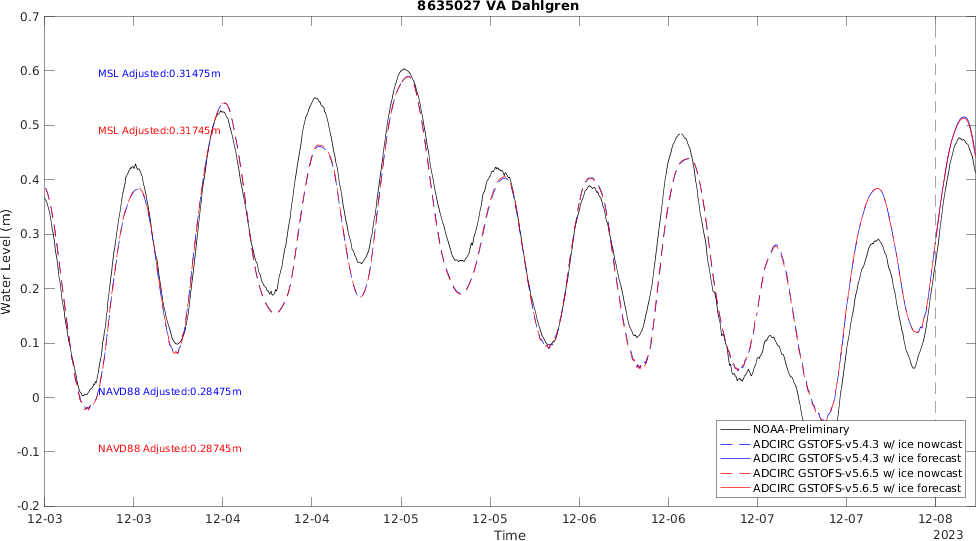 8635027 VA Dahlgren
0.7
0.6
0.5
0.4
0.3
0.2
0.1
0
-0.1
-0.2
Water Level (m)
MSL Adjusted:0.31475m
MSL Adjusted:0.31745m
NAVD88 Adjusted:0.28475m
NAVD88 Adjusted:0.28745m
NOAA-Preliminary
ADCIRC GSTOFS-v5.4.3 w/ ice nowcast
ADCIRC GSTOFS-v5.4.3 w/ ice forecast
ADCIRC GSTOFS-v5.6.5 w/ ice nowcast
ADCIRC GSTOFS-v5.6.5 w/ ice forecast
12-03 12-03 12-04 12-04 12-05 12-05 12-06 12-06 12-07 12-07 12-08
2023
Time